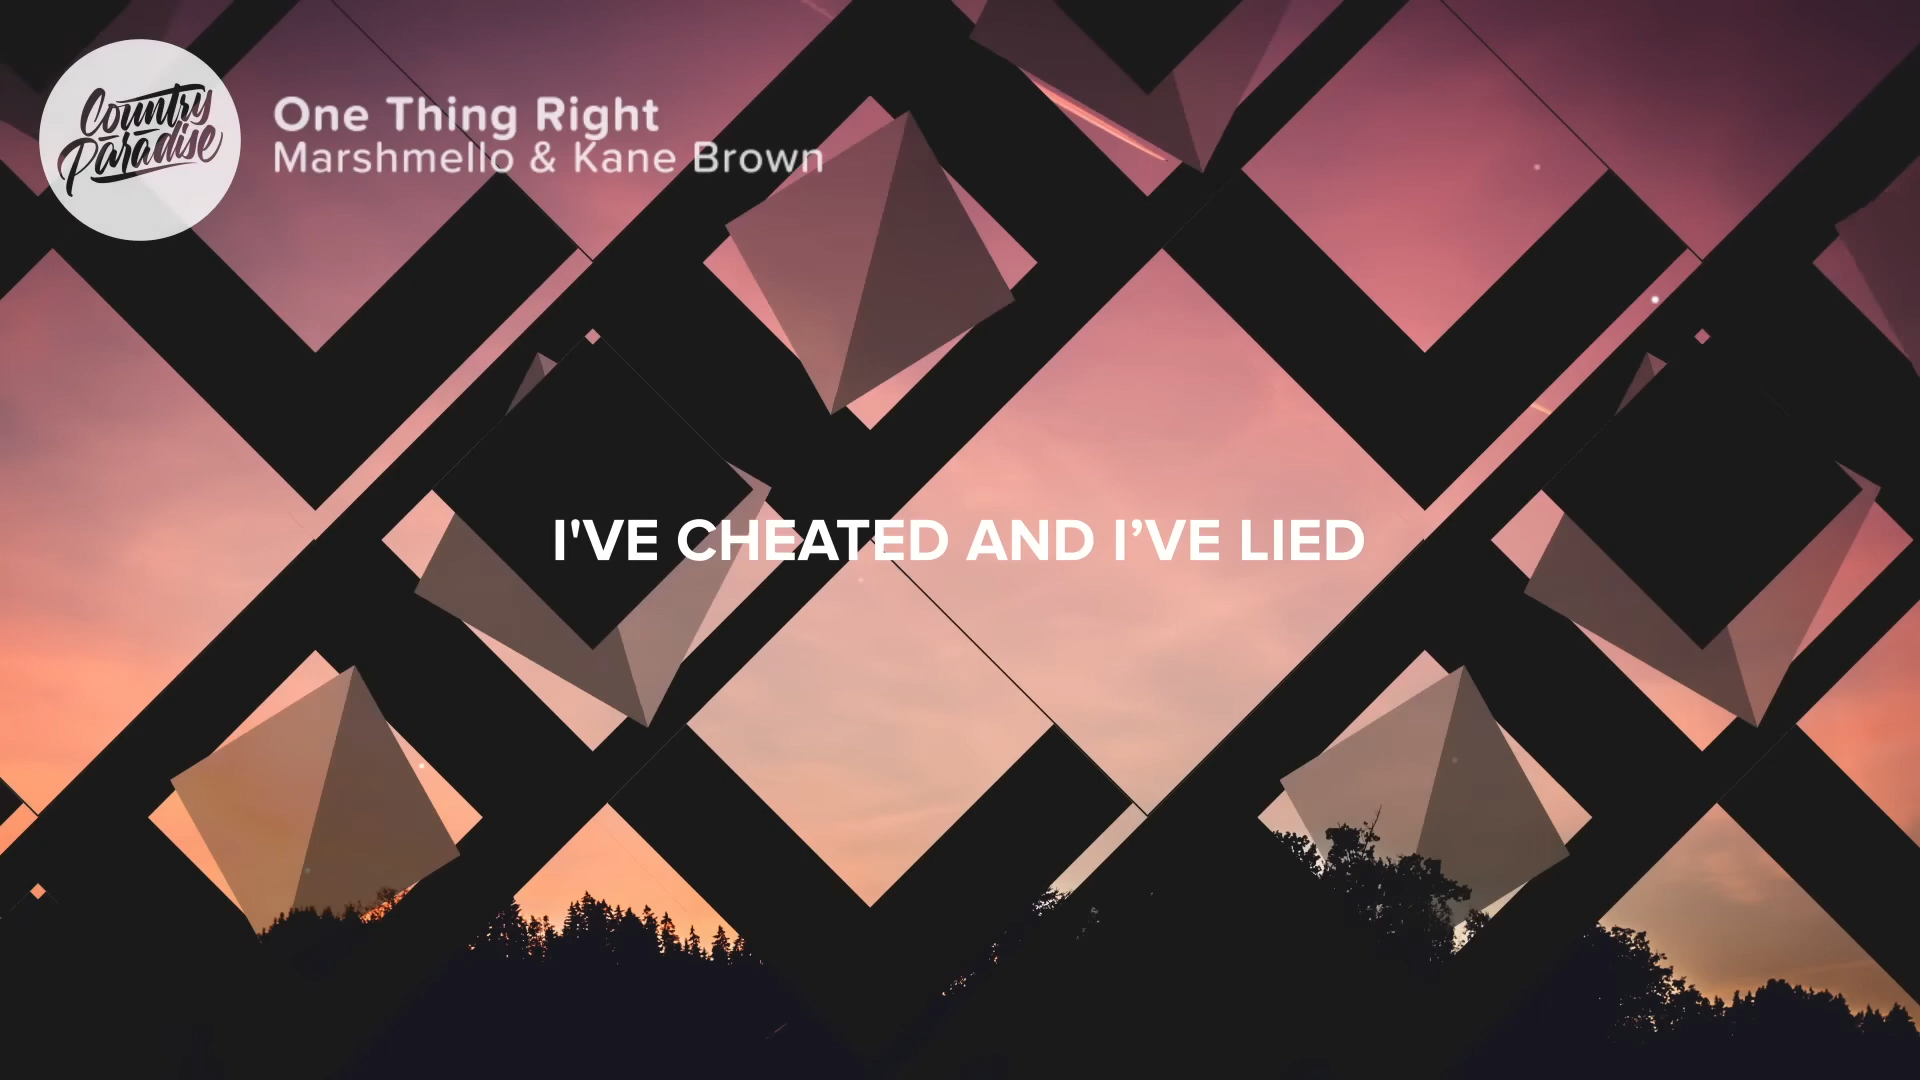 Country
Paradise
One Thing Right
Marshmello & Kane Brown
I'VE CHEATED AND I’VE LIED